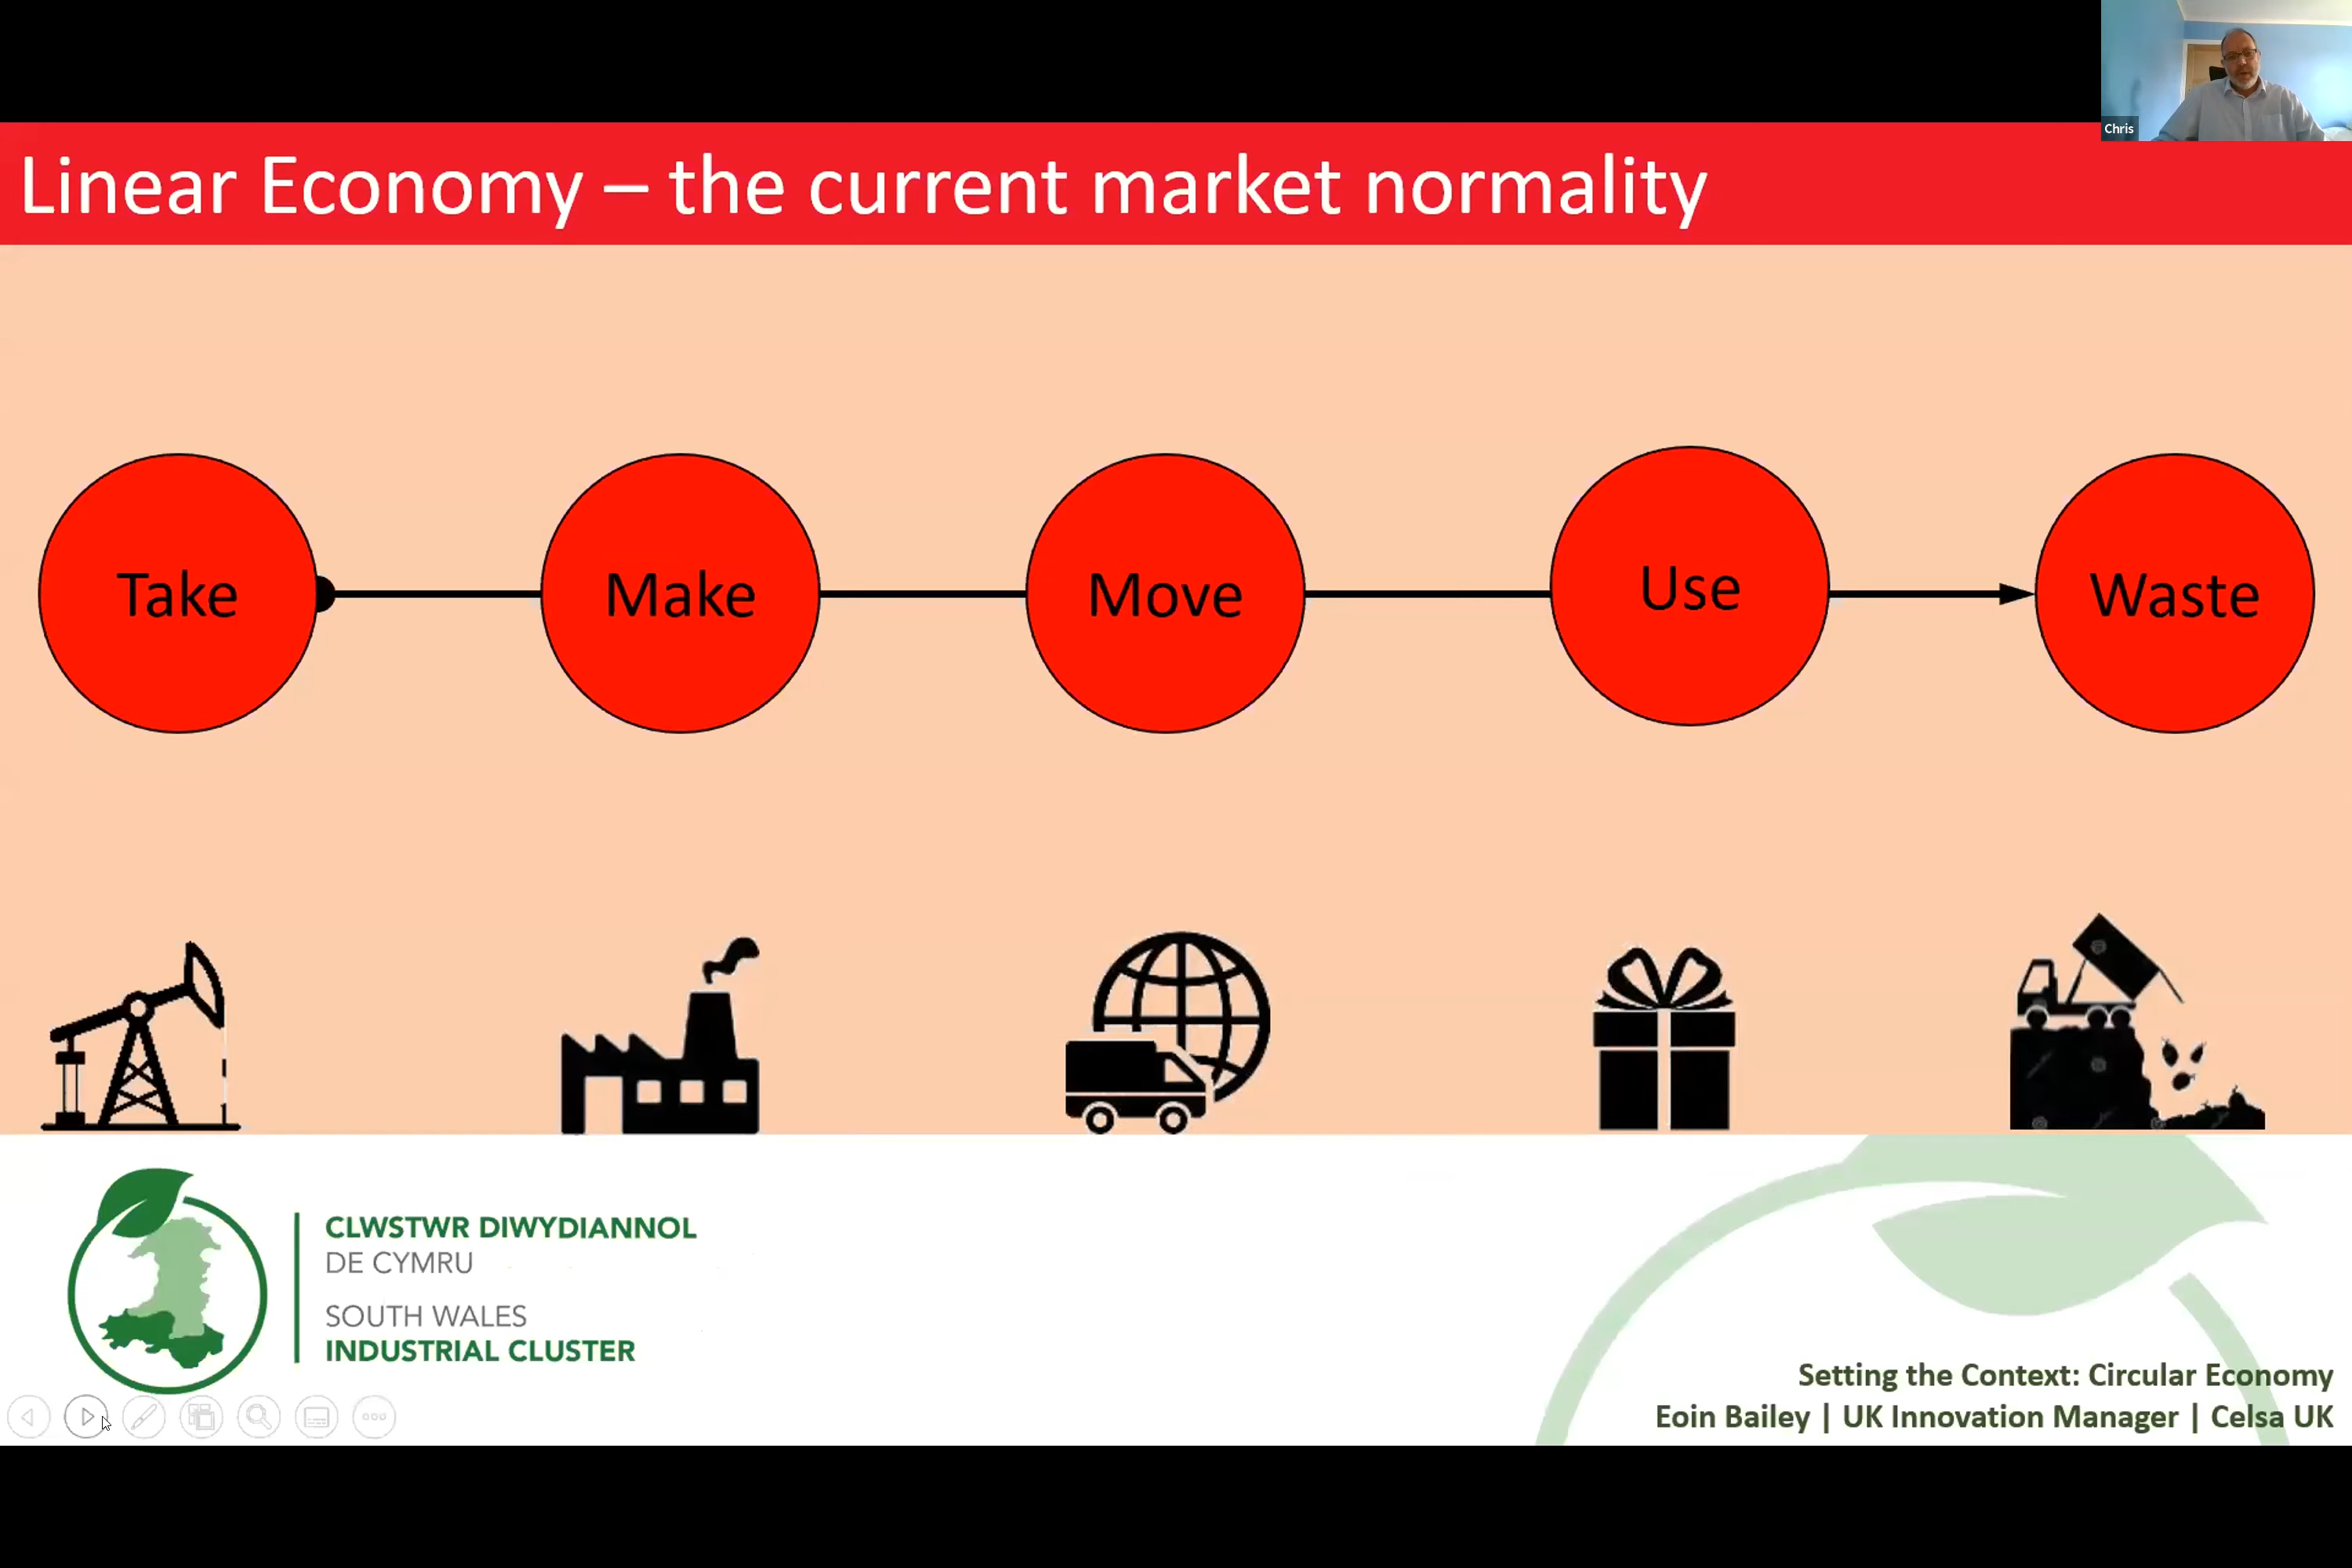 Chris
Linear Economy – the current market normality
Take
Make
Move
Use
Waste
CLWSTWR DIWYDIANNOL
DE CYMRU
SOUTH WALES
INDUSTRIAL CLUSTER
Setting the Context: Circular Economy
Eoin Bailey | UK Innovation Manager | Celsa UK